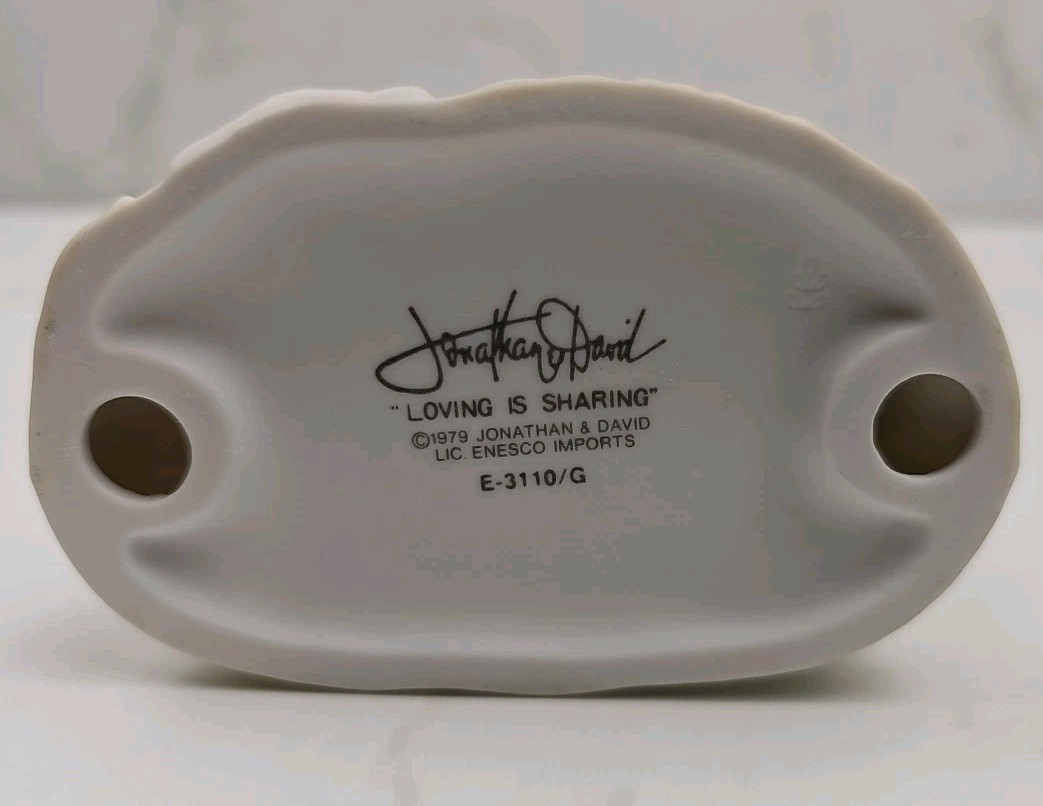 Jonathan & David
"LOVING IS SHARING"
©1979 JONATHAN & DAVID
LIC. ENESCO IMPORTS
E-3110/G